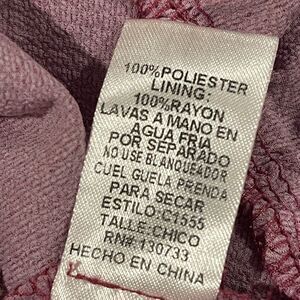 100%POLIESTER
LINING:
100%RAYON
LAVAS A MANO EN
AGUA FRIA
POR SEPARADO
NO USE BLANQUEADOR
CUEL GUELA PRENDA
PARA SECAR
ESTILO:C1555
TALLE:CHICO
RN# 130733
HECHO EN CHINA